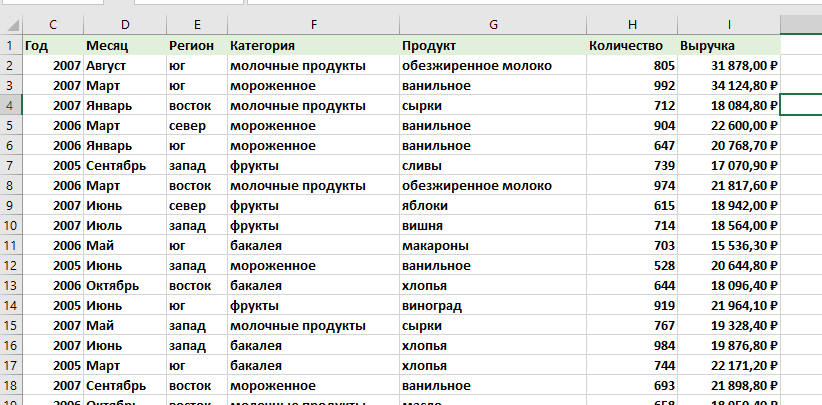 C D E F G H I
1 Год Месяц Регион Категория Продукт Количество Выручка
2 2007 Август юг молочные продукты обезжиренное молоко 805 31 878,00 ₽
3 2007 Март юг мороженное ванильное 992 34 124,80 ₽
4 2007 Январь восток молочные продукты сырки 712 18 084,80 ₽
5 2006 Март север мороженное ванильное 904 22 600,00 ₽
6 2006 Январь юг мороженное ванильное 647 20 768,70 ₽
7 2005 Сентябрь запад фрукты сливы 739 17 070,90 ₽
8 2006 Март восток молочные продукты обезжиренное молоко 974 21 817,60 ₽
9 2007 Июнь север фрукты яблоки 615 18 942,00 ₽
10 2007 Июль запад фрукты вишня 714 18 564,00 ₽
11 2006 Май юг бакалея макароны 703 15 536,30 ₽
12 2005 Июнь запад мороженное ванильное 528 20 644,80 ₽
13 2006 Октябрь восток бакалея хлопья 644 18 096,40 ₽
14 2005 Июнь юг фрукты виноград 919 21 964,10 ₽
15 2007 Май запад молочные продукты сырки 767 19 328,40 ₽
16 2007 Июнь запад бакалея хлопья 984 19 876,80 ₽
17 2005 Март юг бакалея хлопья 744 22 171,20 ₽
18 2007 Сентябрь восток мороженное ванильное 693 21 898,80 ₽
19 2006 Октябрь восток молочные продукты масло 658